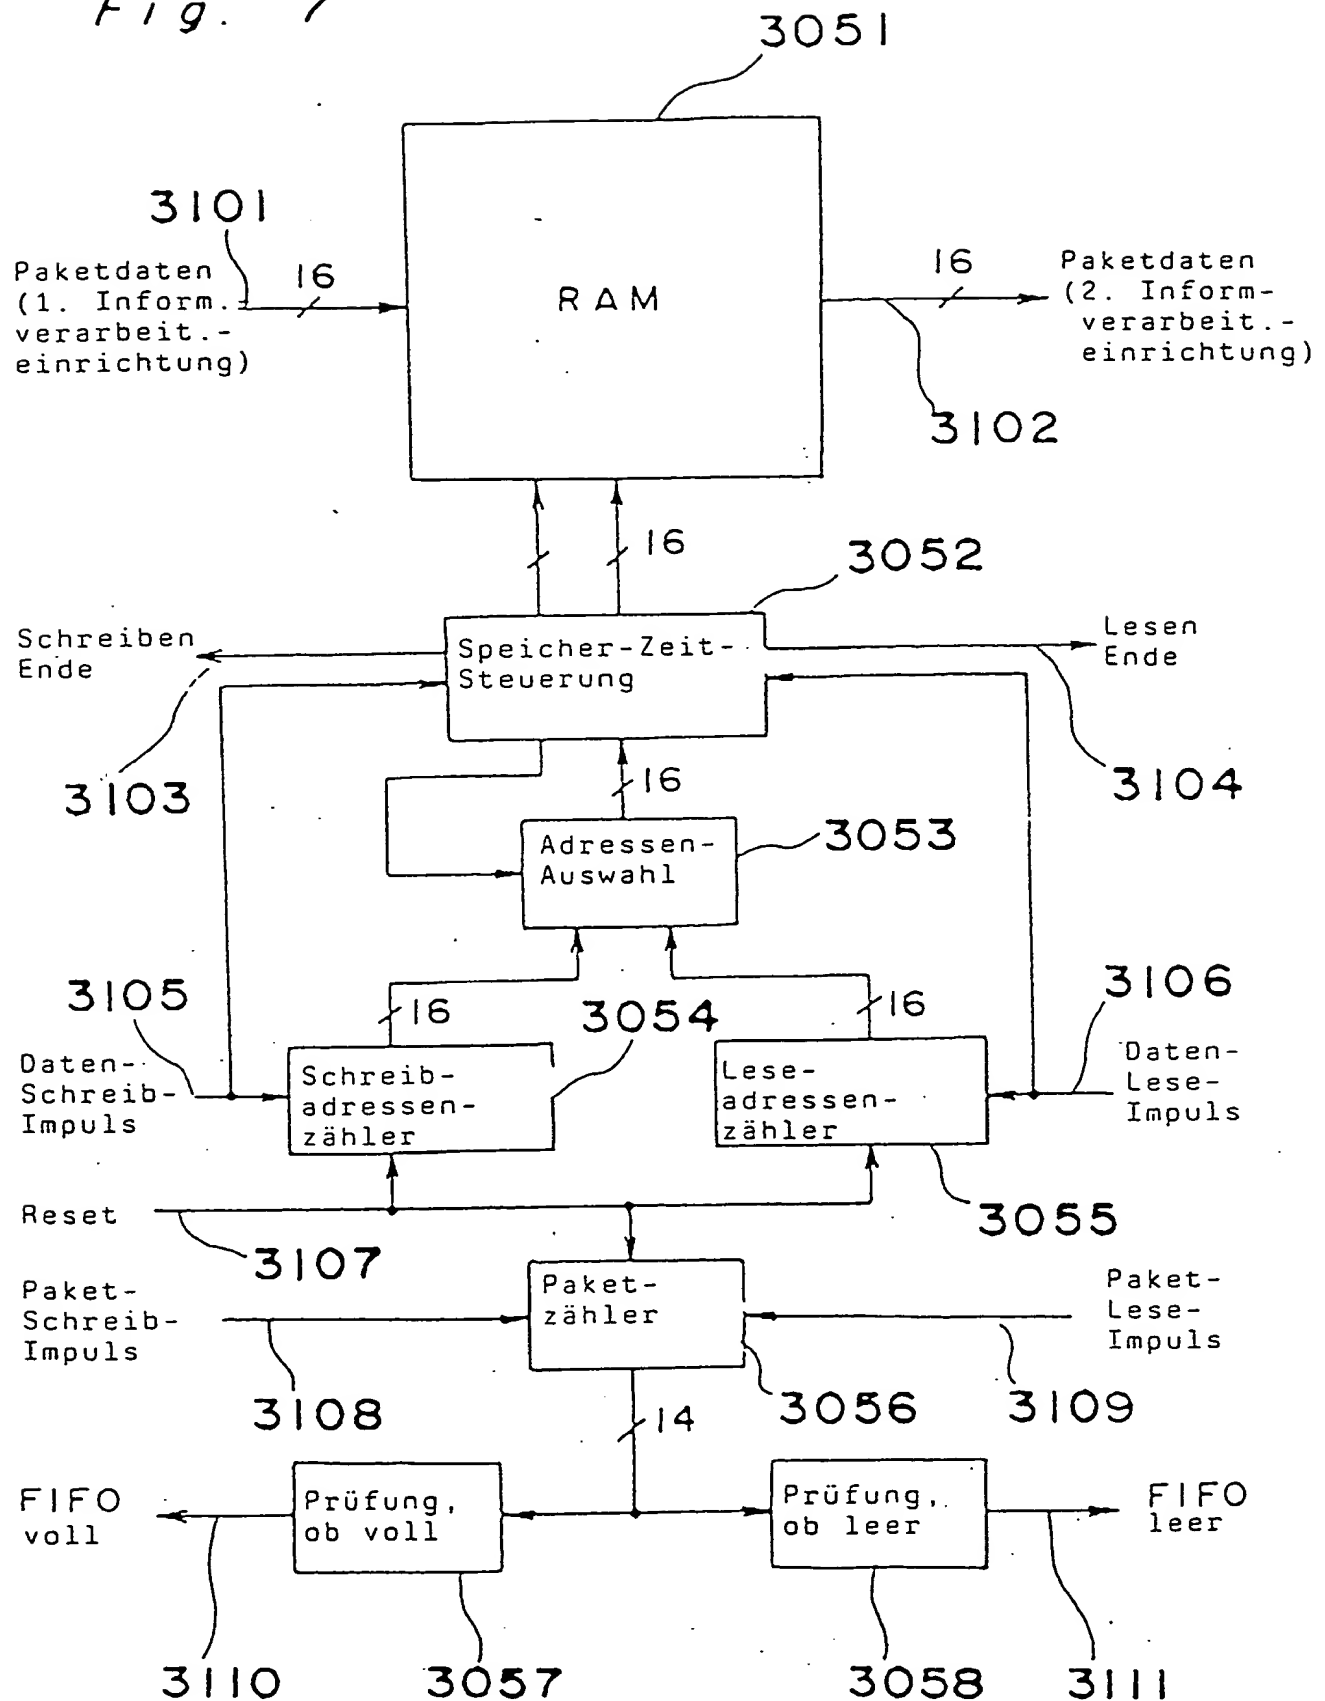 Fig. 7
3051
3101
Paketdaten
(1. Inform.
verarbeit.-
einrichtung)
16
RAM
16
Paketdaten
(2. Inform-
verarbeit.-
einrichtung)
3102
16
3052
Schreiben
Ende
Speicher-Zeit-
Steuerung
Lesen
Ende
3103
16
3104
Adressen-
Auswahl
3053
3105
16
3054
16
3106
Daten-
Schreib-
Impuls
Schreib-
adressen-
zähler
Lese-
adressen-
zähler
Daten-
Lese-
Impuls
Reset
3107
3055
Paket-
Schreib-
Impuls
Paket-
zähler
Paket-
Lese-
Impuls
3108
14
3056
3109
FIFO
voll
Prüfung,
ob voll
Prüfung,
ob leer
FIFO
leer
3110
3057
3058
3111